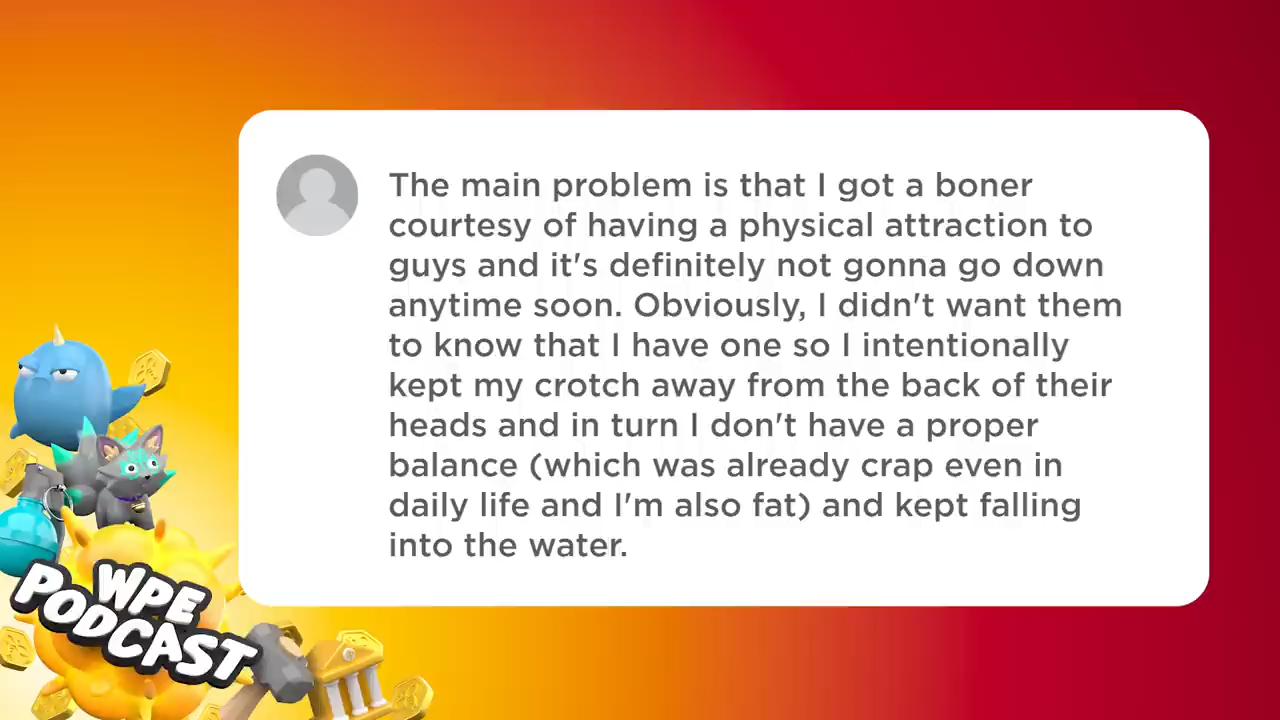 The main problem is that I got a boner
courtesy of having a physical attraction to
guys and it's definitely not gonna go down
anytime soon. Obviously, I didn't want them
to know that I have one so I intentionally
kept my crotch away from the back of their
heads and in turn I don't have a proper
balance (which was already crap even in
daily life and I'm also fat) and kept falling
into the water.
WPE
PODCAST